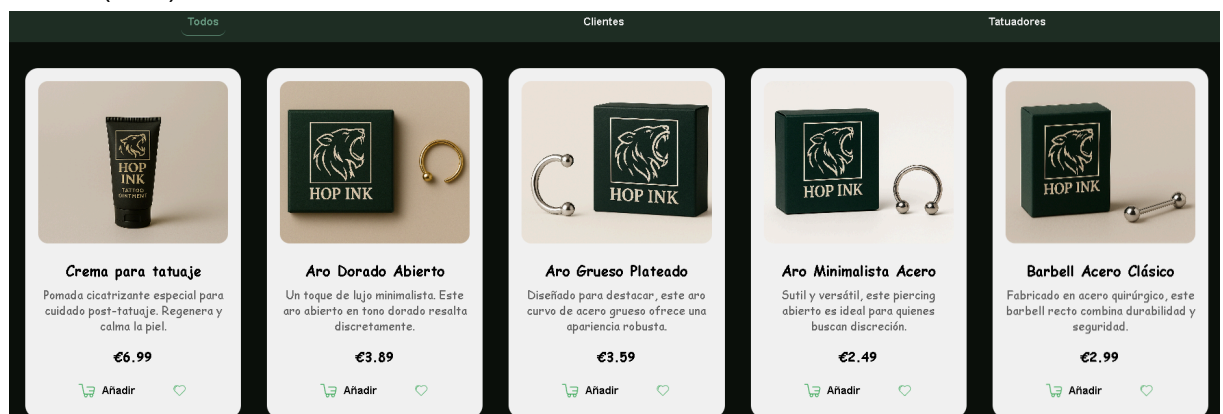 Todos Clientes Tatuadores
HOP
INK
TATTOO
OINTMENT
HOP INK
HOP INK
HOP INK
HOP INK
Crema para tatuaje
Pomada cicatrizante especial para
cuidado post-tatuaje. Regenera y
calma la piel.
€6.99
Añadir
Aro Dorado Abierto
Un toque de lujo minimalista. Este
aro abierto en tono dorado resalta
discretamente.
€3.89
Añadir
Aro Grueso Plateado
Diseñado para destacar, este aro
curvo de acero grueso ofrece una
apariencia robusta.
€3.59
Añadir
Aro Minimalista Acero
Sutil y versátil, este piercing
abierto es ideal para quienes
buscan discreción.
€2.49
Añadir
Barbell Acero Clásico
Fabricado en acero quirúrgico, este
barbell recto combina durabilidad y
seguridad.
€2.99
Añadir